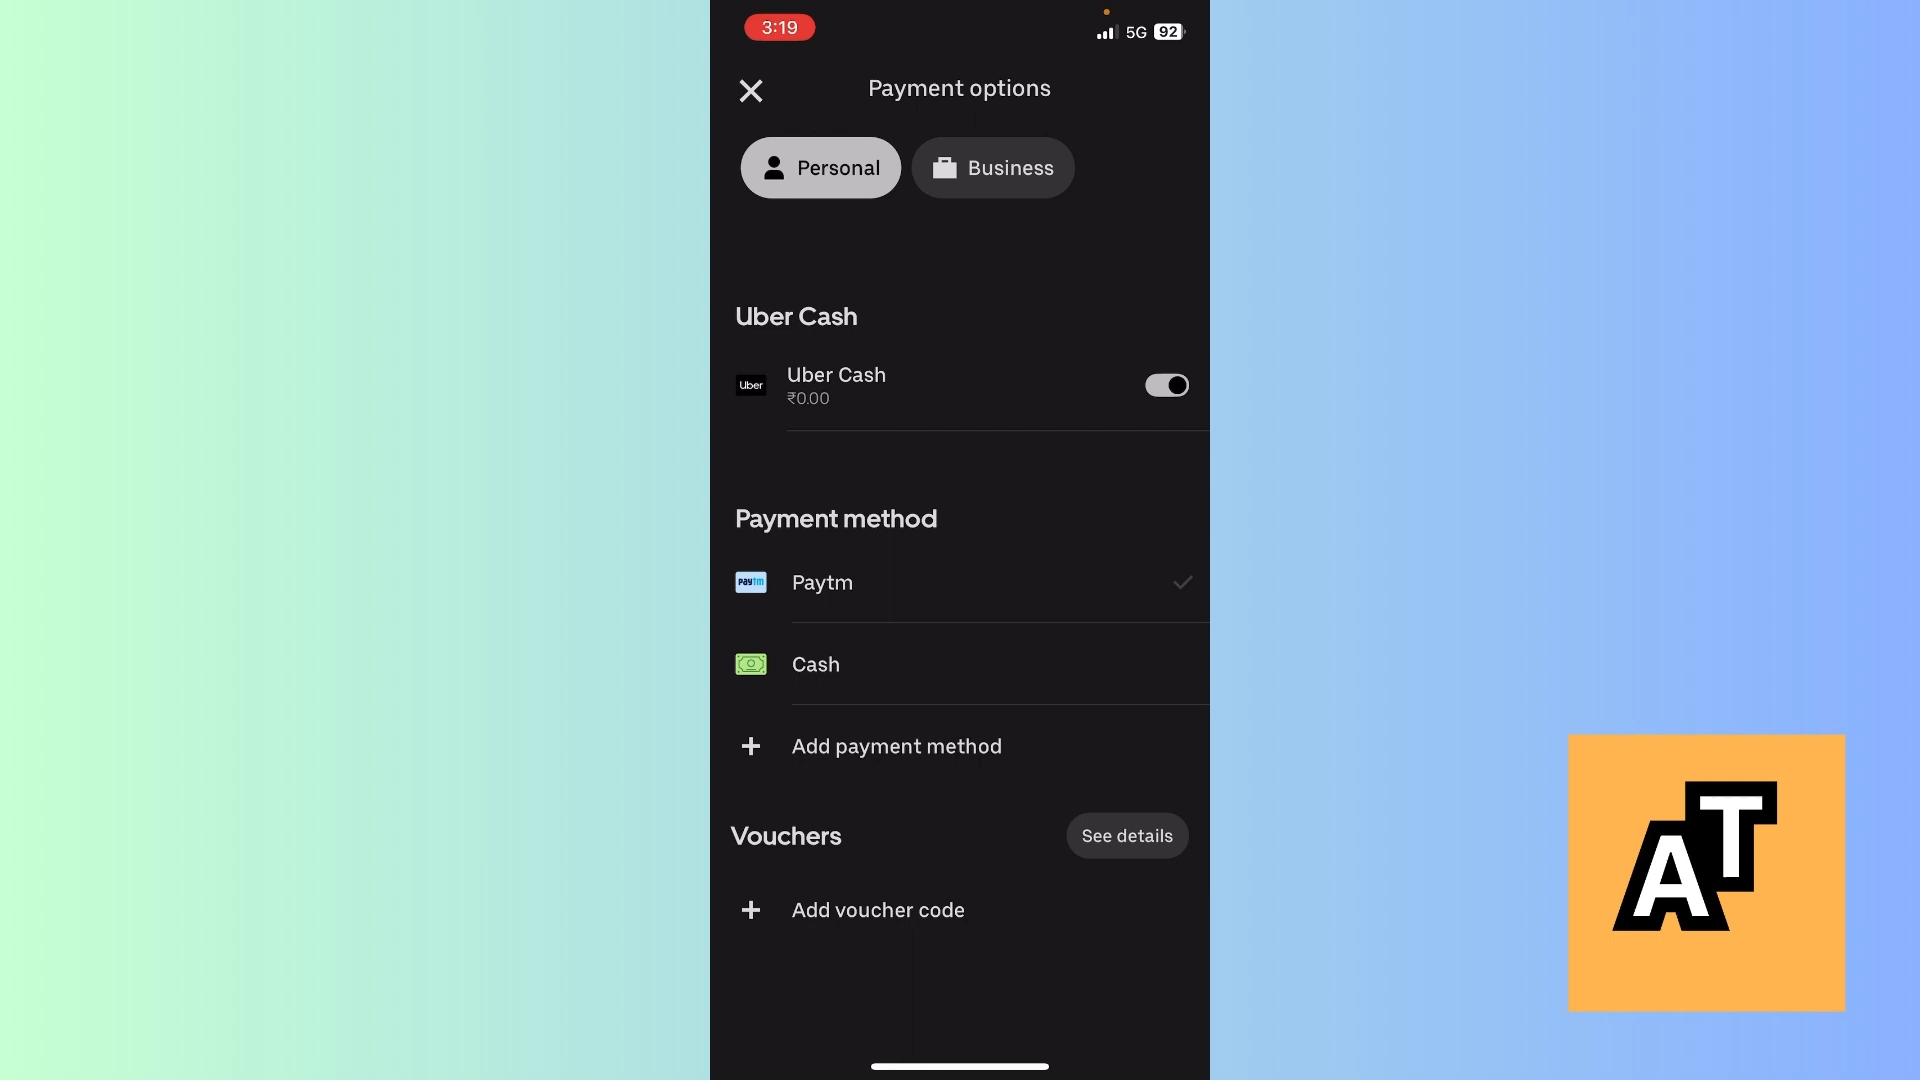 3:19
5G 92
Payment options
Personal
Business
Uber Cash
Uber
Uber Cash
₹0.00
Payment method
paytm
Paytm
Cash
Add payment method
Vouchers
See details
Add voucher code
AT